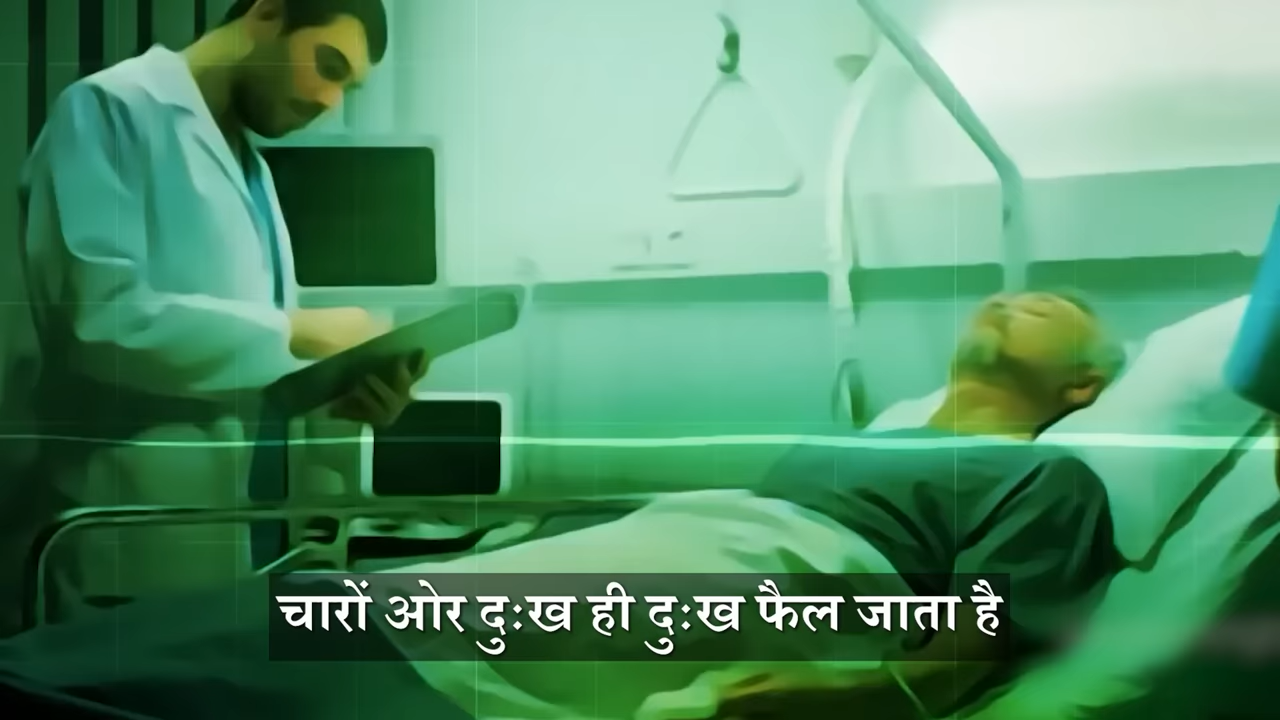 चारों ओर दुःख ही दुःख फैल जाता है